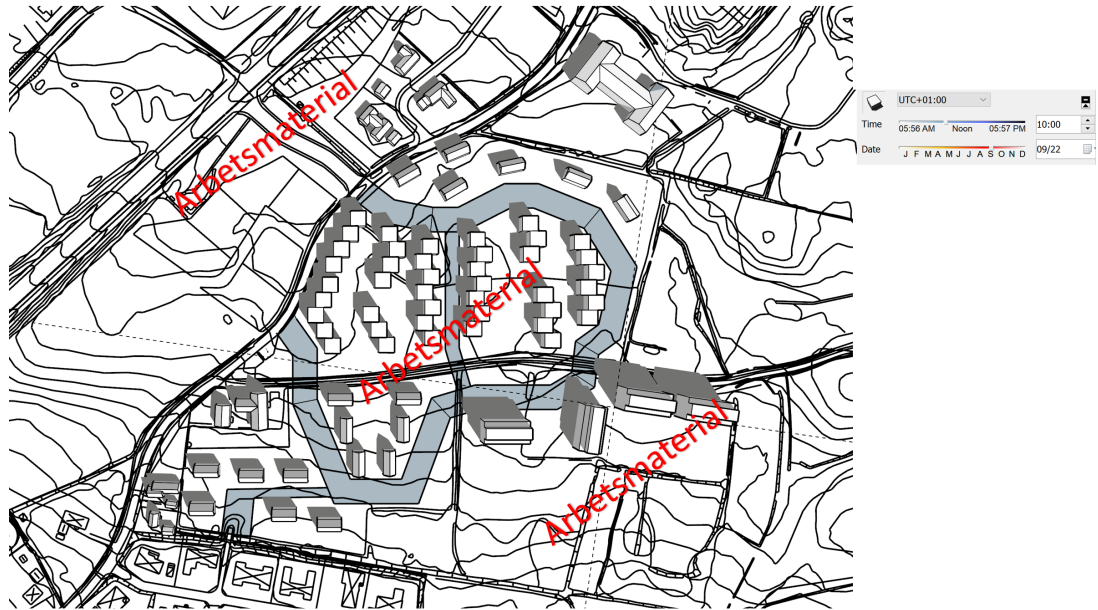 Arbetsmaterial
UTC+01:00
Time
05:56 AM Noon 05:57 PM
10:00
Date
J F M A M J J A S O N D
09/22
Arbetsmaterial
Arbetsmaterial